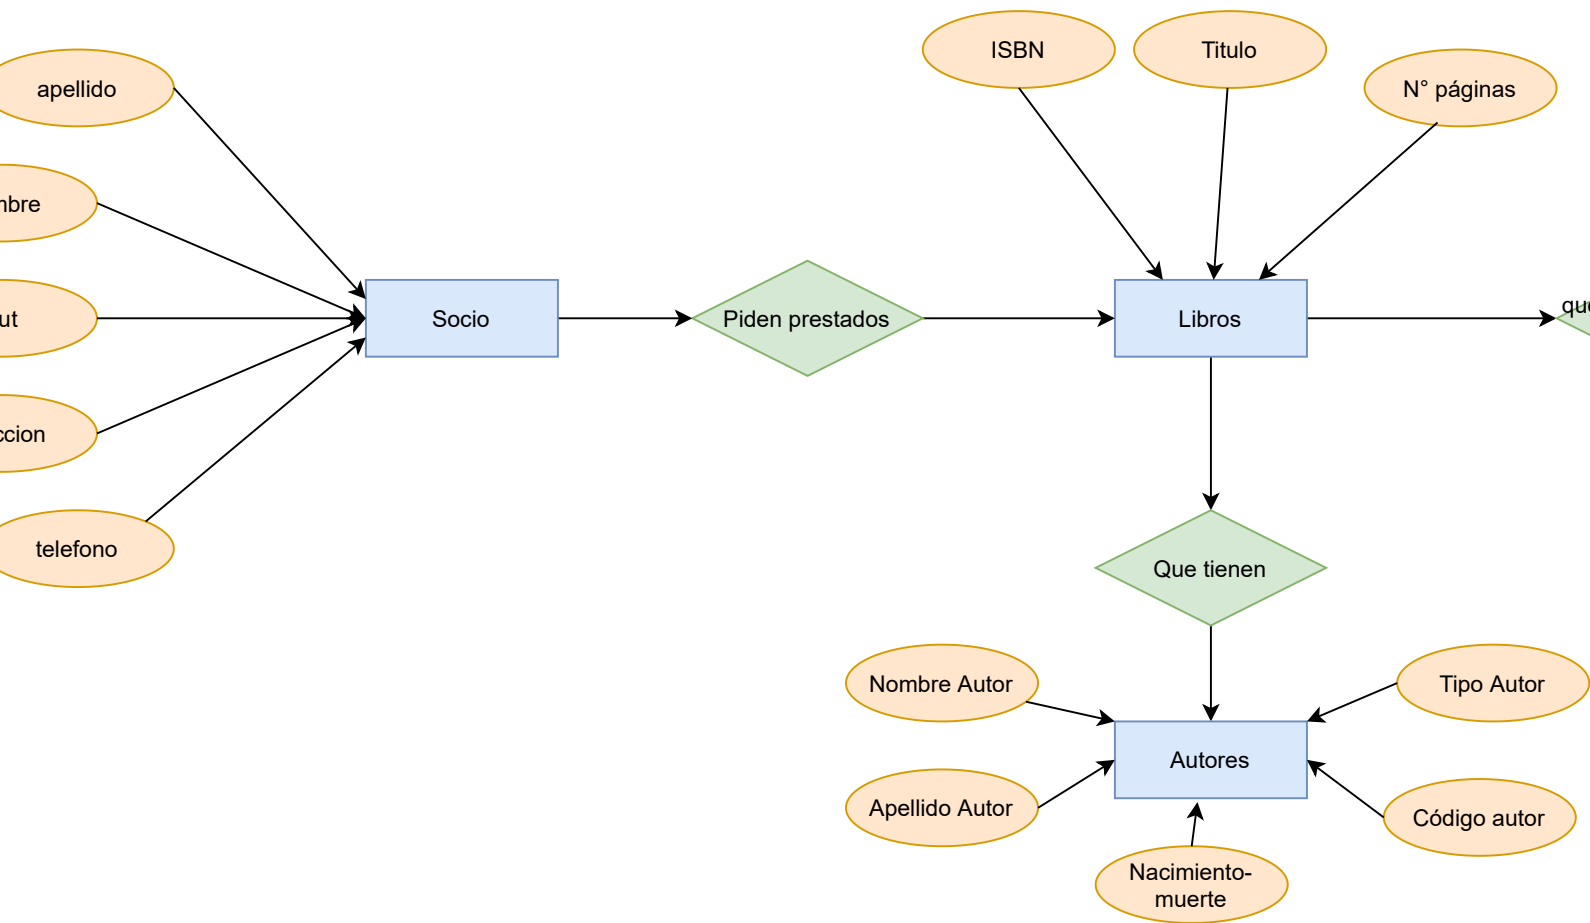 ISBN
Titulo
N° páginas
apellido
Socio
Piden prestados
Libros
telefono
Que tienen
Nombre Autor
Tipo Autor
Autores
Apellido Autor
Código autor
Nacimiento-
muerte